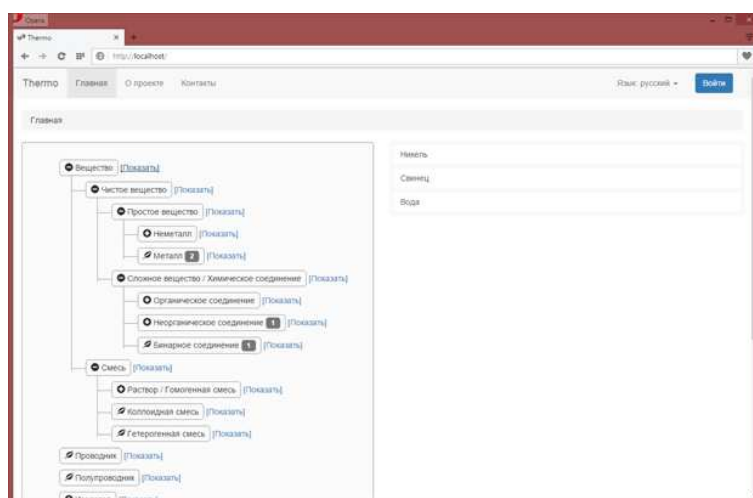 Opera
Thermo
http://localhost/
Thermo Главная О проекте Контакты Язык: русский Войти
Главная
Вещество [Показать]
Чистое вещество [Показать]
Простое вещество [Показать]
Неметалл [Показать]
Металл 2 [Показать]
Сложное вещество / Химическое соединение [Показать]
Органическое соединение [Показать]
Неорганическое соединение 1 [Показать]
Бинарное соединение 1 [Показать]
Смесь [Показать]
Раствор / Гомогенная смесь [Показать]
Коллоидная смесь [Показать]
Гетерогенная смесь [Показать]
Проводник [Показать]
Полупроводник [Показать]
Никель
Свинец
Вода